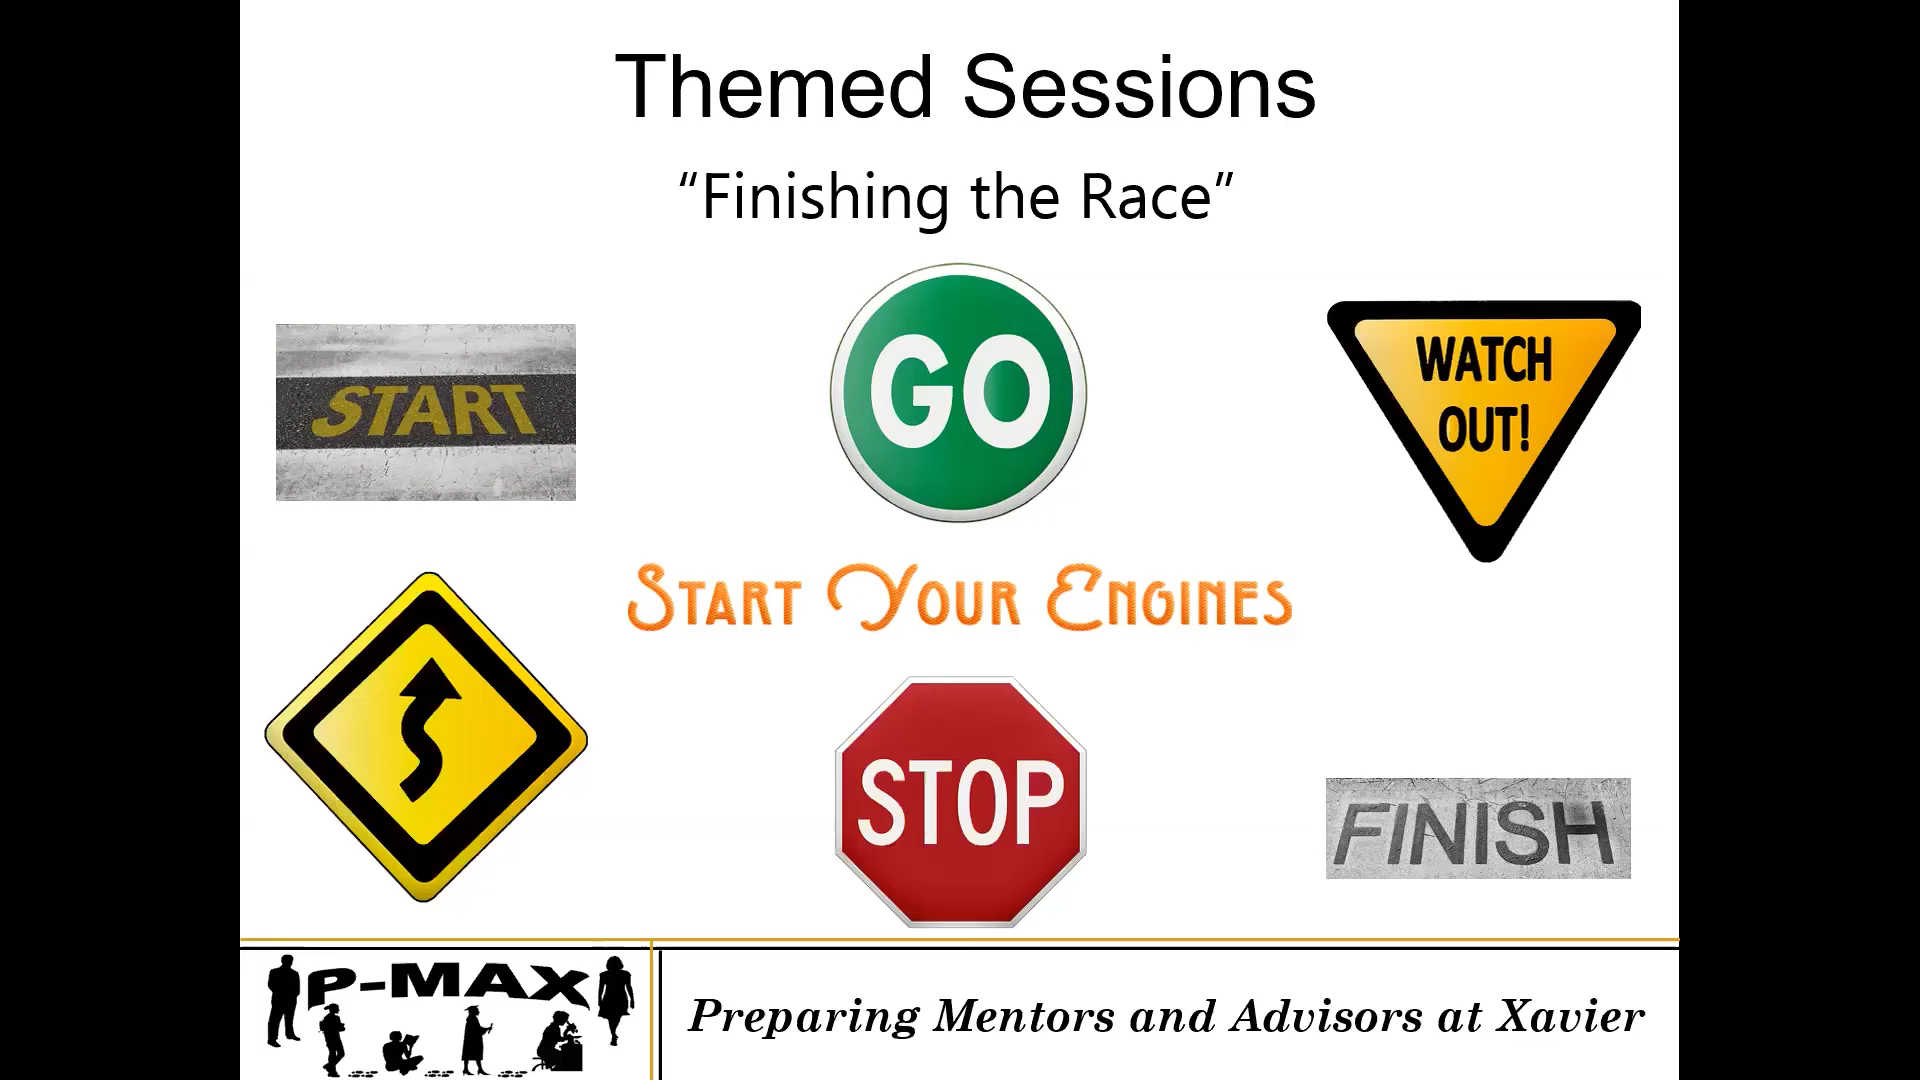 Themed Sessions
“Finishing the Race”
START
GO
WATCH
OUT!
START YOUR ENGINES
STOP
FINISH
P-MAX
Preparing Mentors and Advisors at Xavier